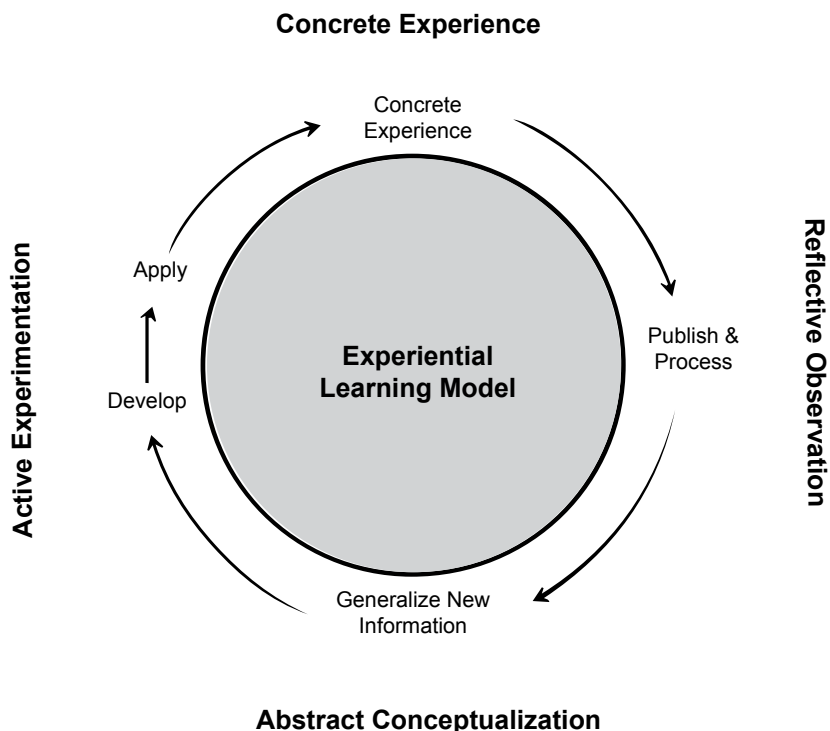 Concrete Experience
Concrete
Experience
Apply
Reflective Observation
Publish &
Process
Experiential
Learning Model
Develop
Active Experimentation
Generalize New
Information
Abstract Conceptualization